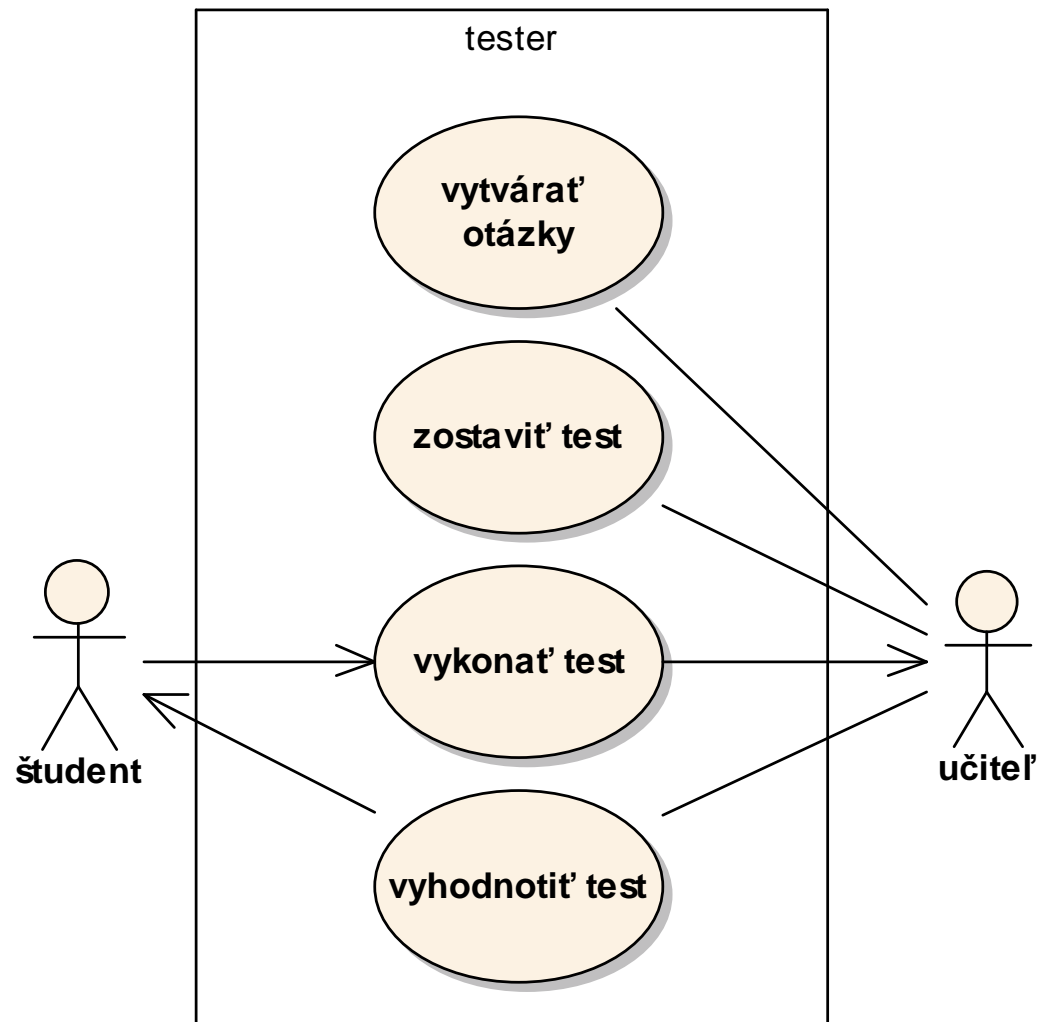 tester
vytvárať
otázky
zostaviť test
vykonať test
študent
učiteľ
vyhodnotiť test